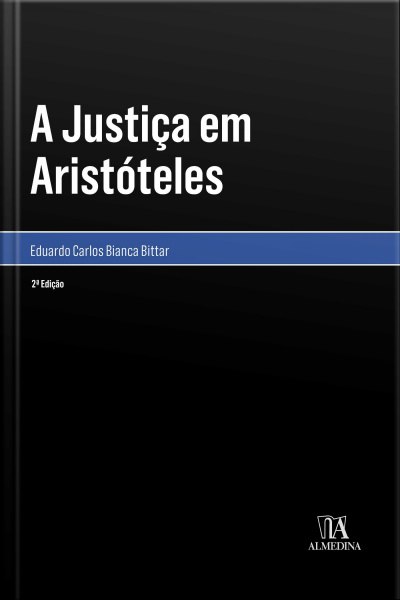 A Justiça em
Aristóteles
Eduardo Carlos Bianca Bittar
2ª Edição
ALMEDINA